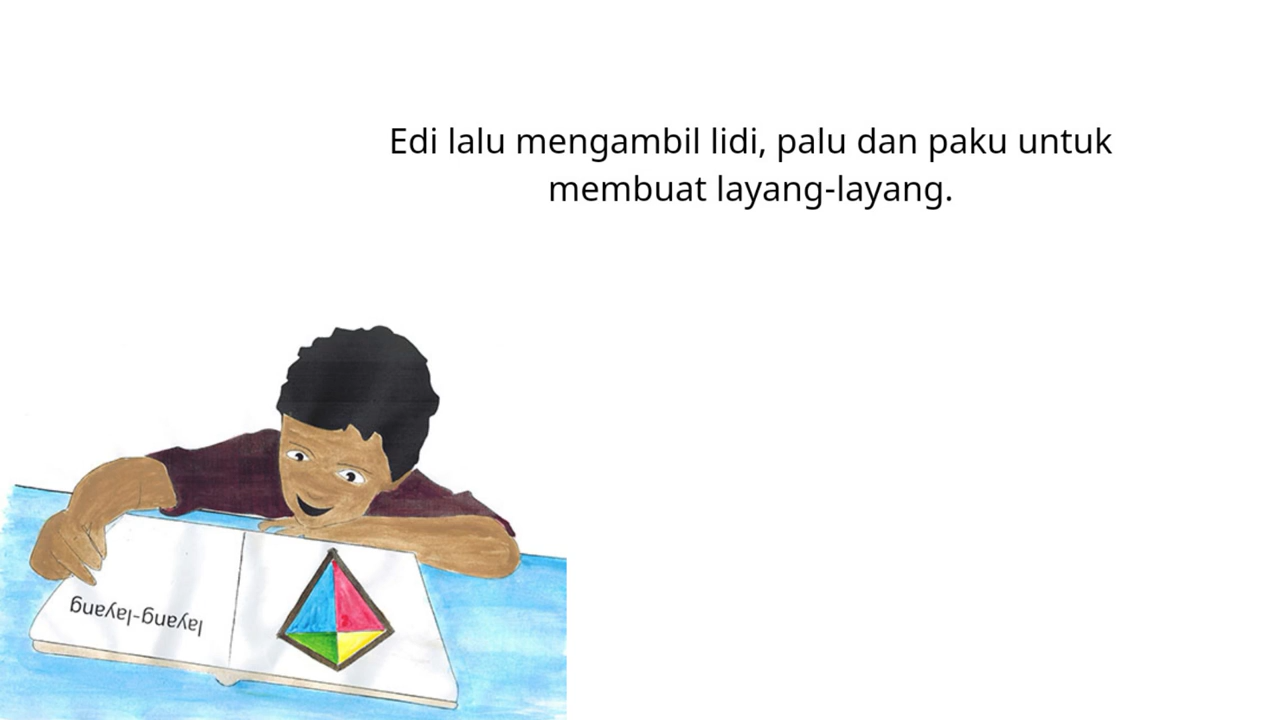 Edi lalu mengambil lidi, palu dan paku untuk
membuat layang-layang.
layang-layang